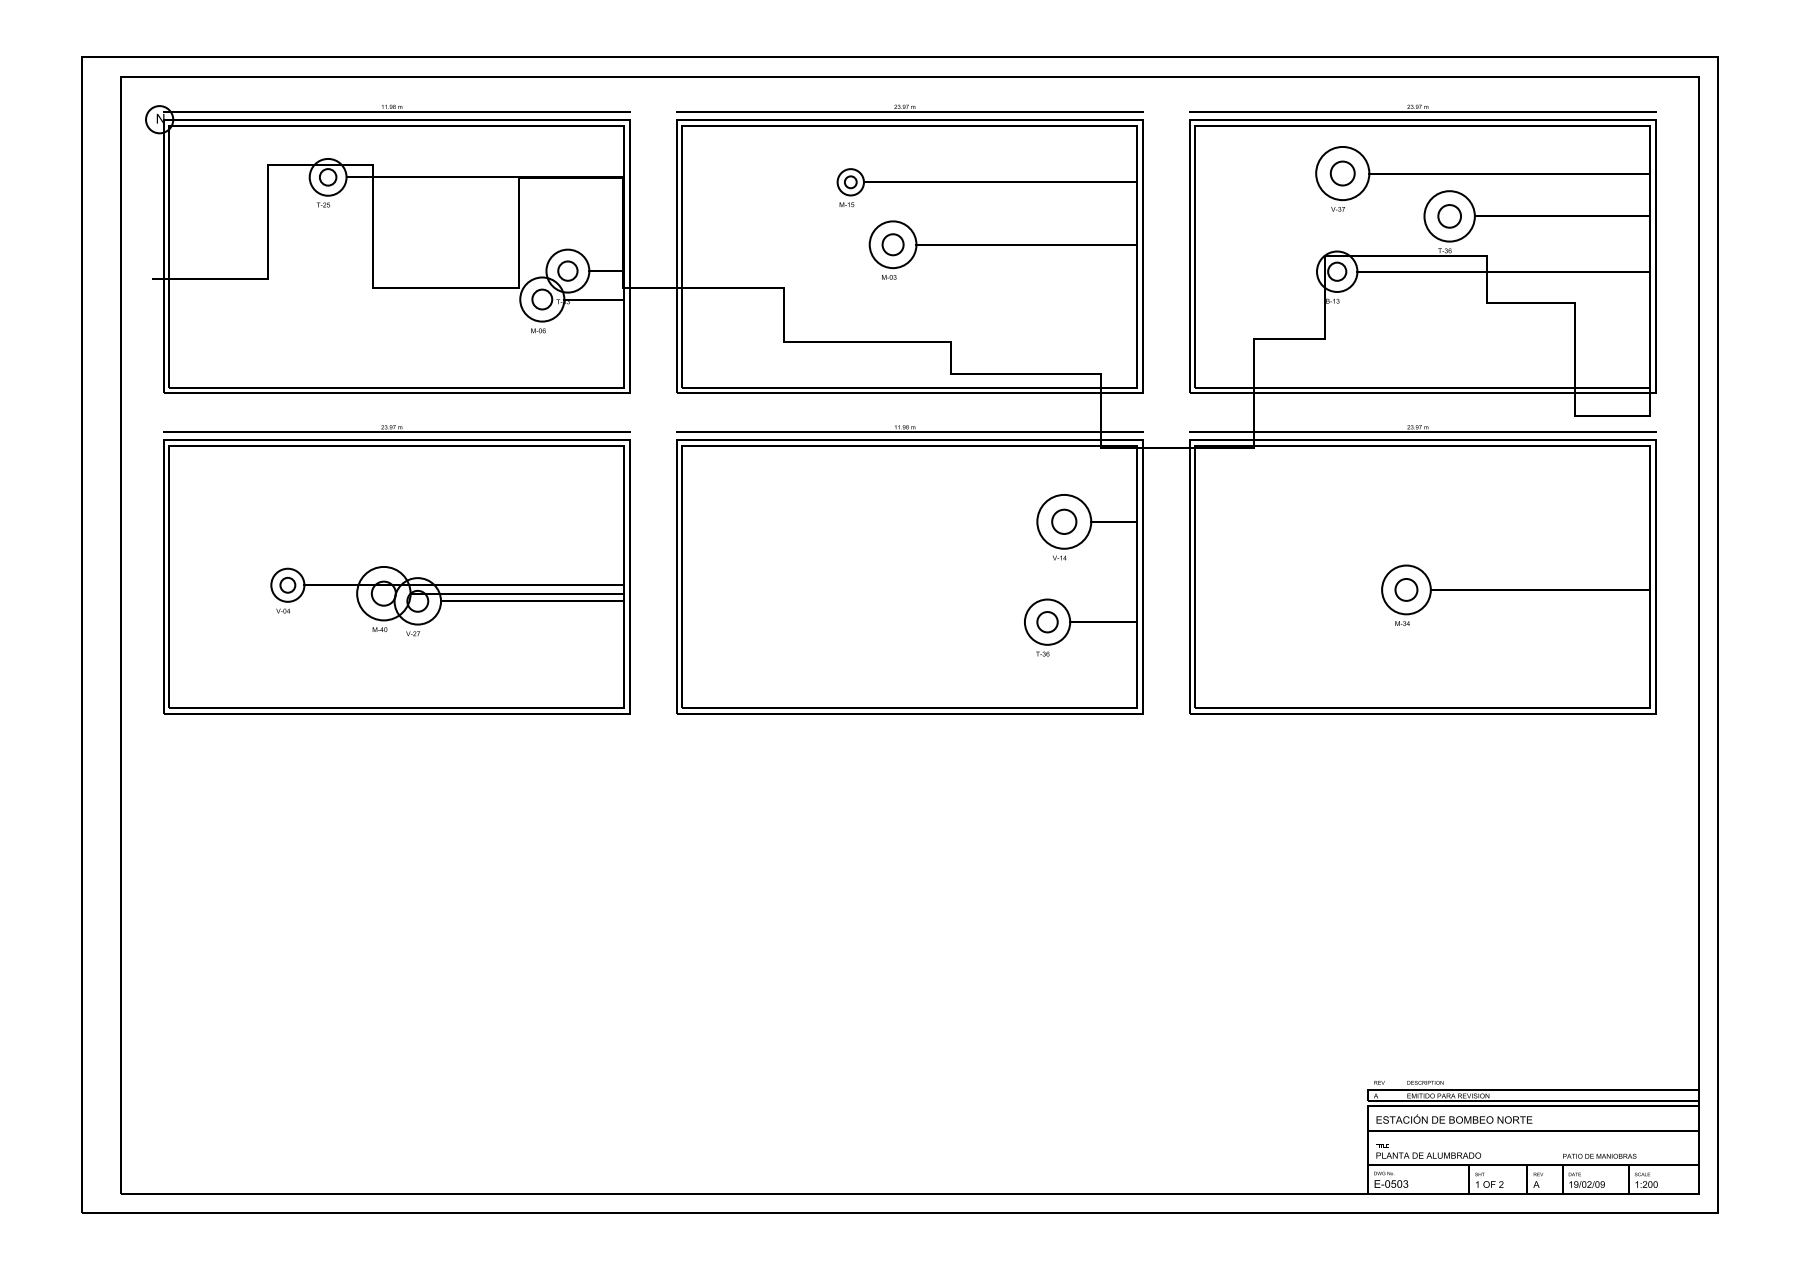 11.98 m
23.97 m
23.97 m
N
T-25
M-06
M-15
M-03
V-37
T-36
B-13
23.97 m
11.98 m
23.97 m
V-04
M-40
V-27
V-14
T-36
M-34
REV DESCRIPTION
A EMITIDO PARA REVISION
ESTACIÓN DE BOMBEO NORTE
TITLE
PLANTA DE ALUMBRADO PATIO DE MANIOBRAS
DWG No. SHT REV DATE SCALE
E-0503 1 OF 2 A 19/02/09 1:200